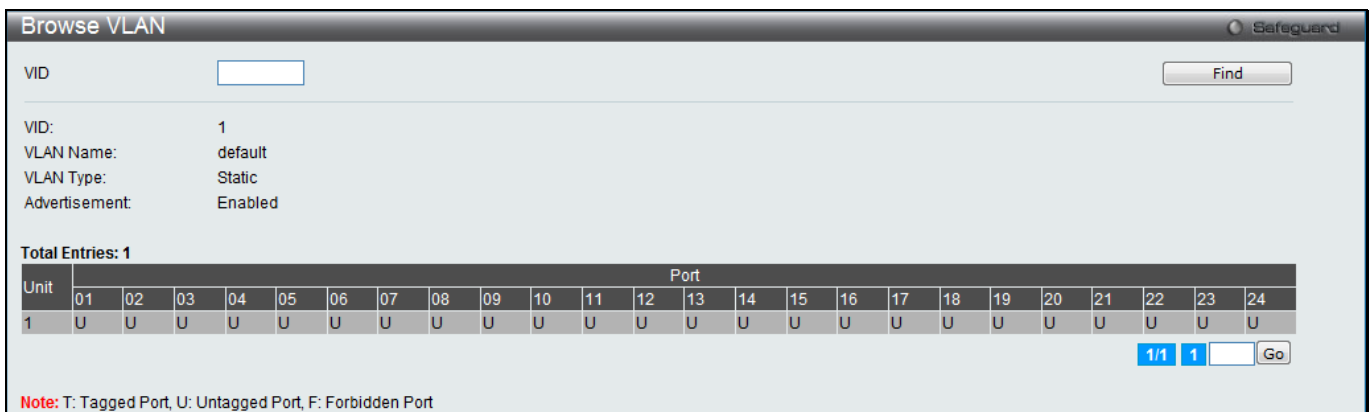 Browse VLAN Safeguard
VID Find
VID: 1
VLAN Name: default
VLAN Type: Static
Advertisement: Enabled
Total Entries: 1
Unit Port
01 02 03 04 05 06 07 08 09 10 11 12 13 14 15 16 17 18 19 20 21 22 23 24
1 U U U U U U U U U U U U U U U U U U U U U U U U
1/1 1 Go
Note: T: Tagged Port, U: Untagged Port, F: Forbidden Port